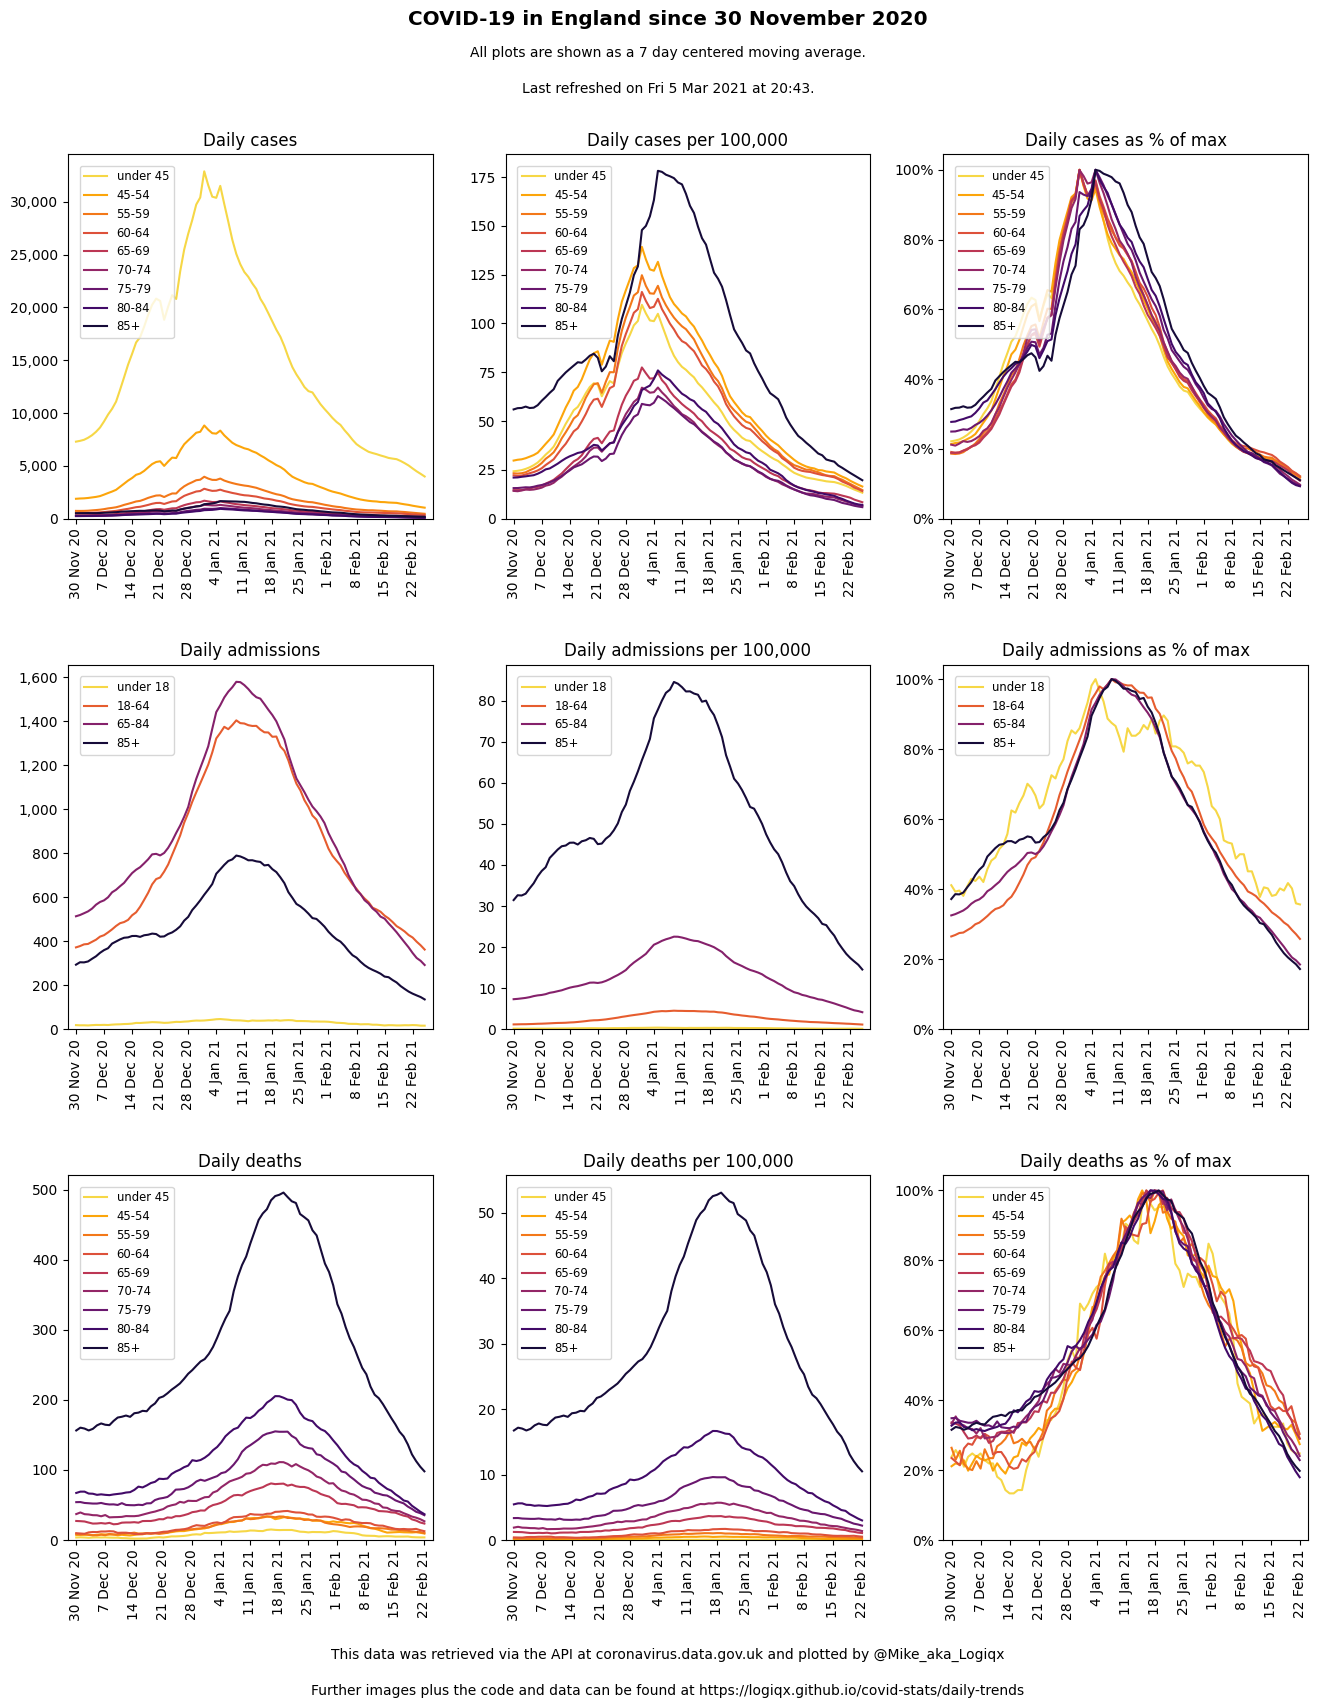 COVID-19 in England since 30 November 2020
All plots are shown as a 7 day centered moving average.
Last refreshed on Fri 5 Mar 2021 at 20:43.
Daily cases
under 45
45-54
55-59
60-64
65-69
70-74
75-79
80-84
85+
30,000
25,000
20,000
15,000
10,000
5,000
0
30 Nov 20
7 Dec 20
14 Dec 20
21 Dec 20
28 Dec 20
4 Jan 21
11 Jan 21
18 Jan 21
25 Jan 21
1 Feb 21
8 Feb 21
15 Feb 21
22 Feb 21
Daily cases per 100,000
under 45
45-54
55-59
60-64
65-69
70-74
75-79
80-84
85+
175
150
125
100
75
50
25
0
30 Nov 20
7 Dec 20
14 Dec 20
21 Dec 20
28 Dec 20
4 Jan 21
11 Jan 21
18 Jan 21
25 Jan 21
1 Feb 21
8 Feb 21
15 Feb 21
22 Feb 21
Daily cases as % of max
under 45
45-54
55-59
60-64
65-69
70-74
75-79
80-84
85+
100%
80%
60%
40%
20%
0%
30 Nov 20
7 Dec 20
14 Dec 20
21 Dec 20
28 Dec 20
4 Jan 21
11 Jan 21
18 Jan 21
25 Jan 21
1 Feb 21
8 Feb 21
15 Feb 21
22 Feb 21
Daily admissions
under 18
18-64
65-84
85+
1,600
1,400
1,200
1,000
800
600
400
200
0
30 Nov 20
7 Dec 20
14 Dec 20
21 Dec 20
28 Dec 20
4 Jan 21
11 Jan 21
18 Jan 21
25 Jan 21
1 Feb 21
8 Feb 21
15 Feb 21
22 Feb 21
Daily admissions per 100,000
under 18
18-64
65-84
85+
80
70
60
50
40
30
20
10
0
30 Nov 20
7 Dec 20
14 Dec 20
21 Dec 20
28 Dec 20
4 Jan 21
11 Jan 21
18 Jan 21
25 Jan 21
1 Feb 21
8 Feb 21
15 Feb 21
22 Feb 21
Daily admissions as % of max
under 18
18-64
65-84
85+
100%
80%
60%
40%
20%
0%
30 Nov 20
7 Dec 20
14 Dec 20
21 Dec 20
28 Dec 20
4 Jan 21
11 Jan 21
18 Jan 21
25 Jan 21
1 Feb 21
8 Feb 21
15 Feb 21
22 Feb 21
Daily deaths
under 45
45-54
55-59
60-64
65-69
70-74
75-79
80-84
85+
500
400
300
200
100
0
30 Nov 20
7 Dec 20
14 Dec 20
21 Dec 20
28 Dec 20
4 Jan 21
11 Jan 21
18 Jan 21
25 Jan 21
1 Feb 21
8 Feb 21
15 Feb 21
22 Feb 21
Daily deaths per 100,000
under 45
45-54
55-59
60-64
65-69
70-74
75-79
80-84
85+
50
40
30
20
10
0
30 Nov 20
7 Dec 20
14 Dec 20
21 Dec 20
28 Dec 20
4 Jan 21
11 Jan 21
18 Jan 21
25 Jan 21
1 Feb 21
8 Feb 21
15 Feb 21
22 Feb 21
Daily deaths as % of max
under 45
45-54
55-59
60-64
65-69
70-74
75-79
80-84
85+
100%
80%
60%
40%
20%
0%
30 Nov 20
7 Dec 20
14 Dec 20
21 Dec 20
28 Dec 20
4 Jan 21
11 Jan 21
18 Jan 21
25 Jan 21
1 Feb 21
8 Feb 21
15 Feb 21
22 Feb 21
This data was retrieved via the API at coronavirus.data.gov.uk and plotted by @Mike_aka_Logiqx
Further images plus the code and data can be found at https://logiqx.github.io/covid-stats/daily-trends